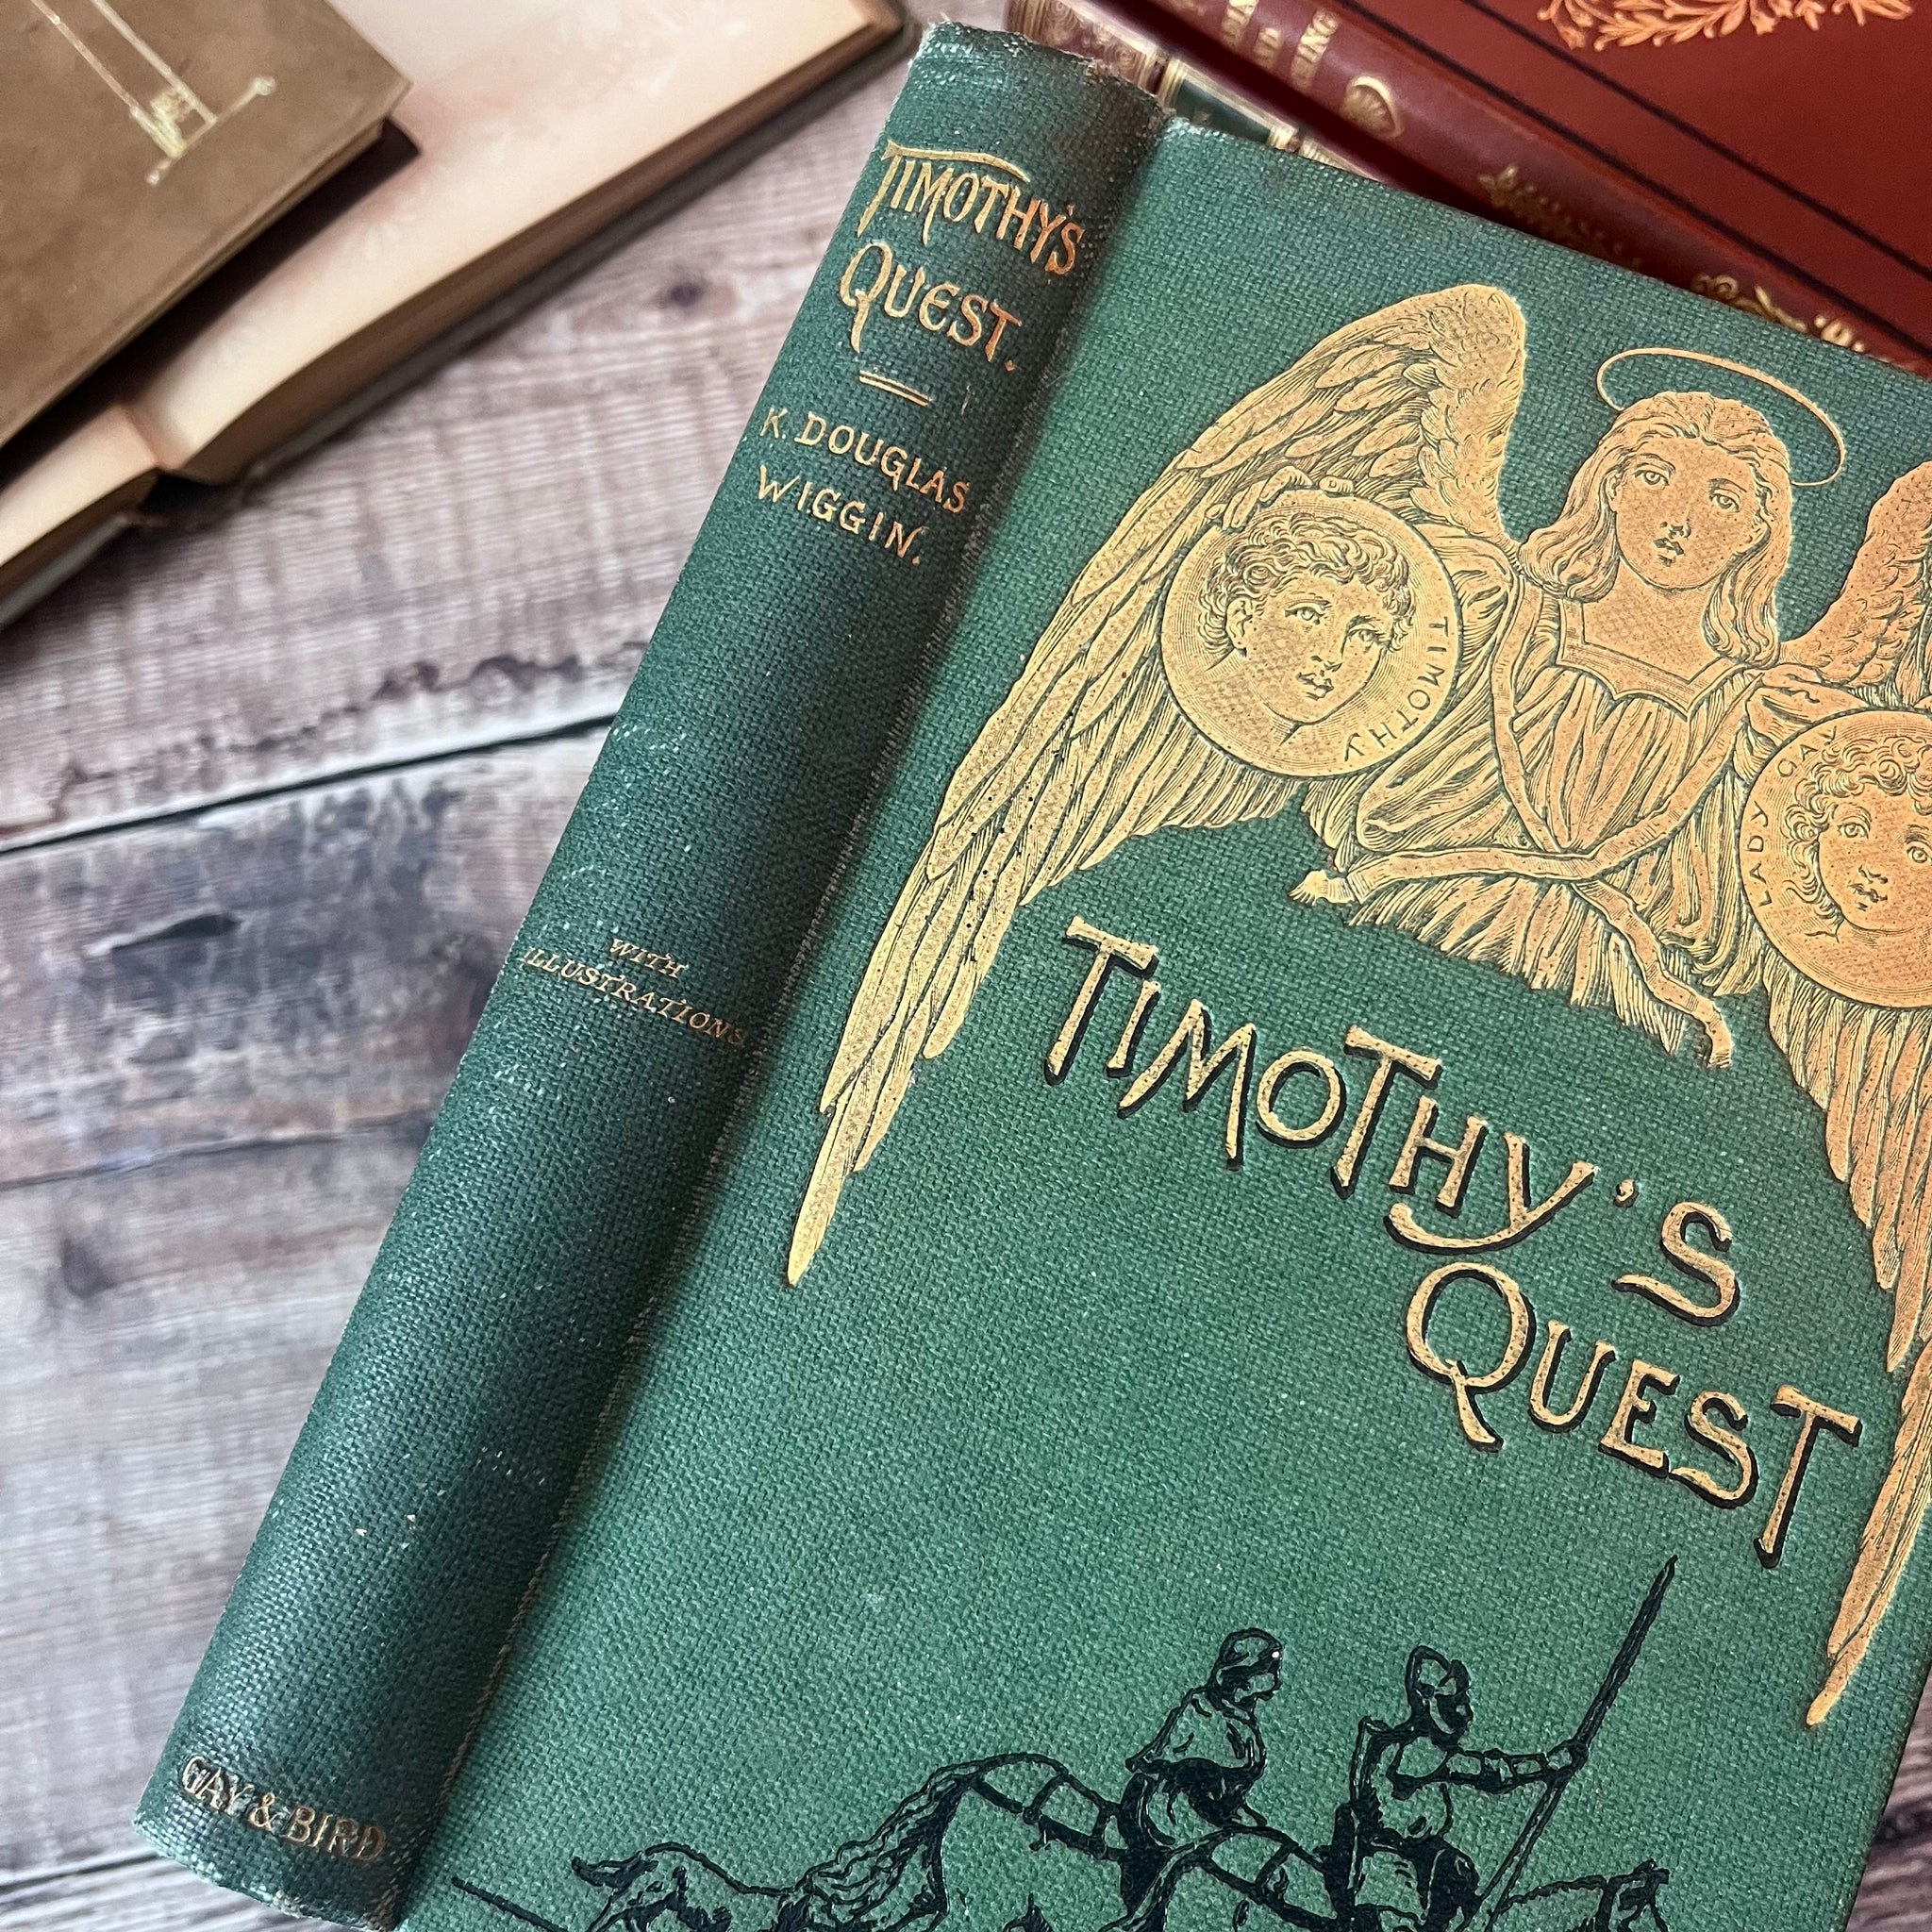 TIMOTHY'S
QUEST.
K. DOUGLAS
WIGGIN.
WITH
ILLUSTRATIONS
GAY & BIRD
TIMOTHY
LADY GAY
TIMOTHY'S
QUEST